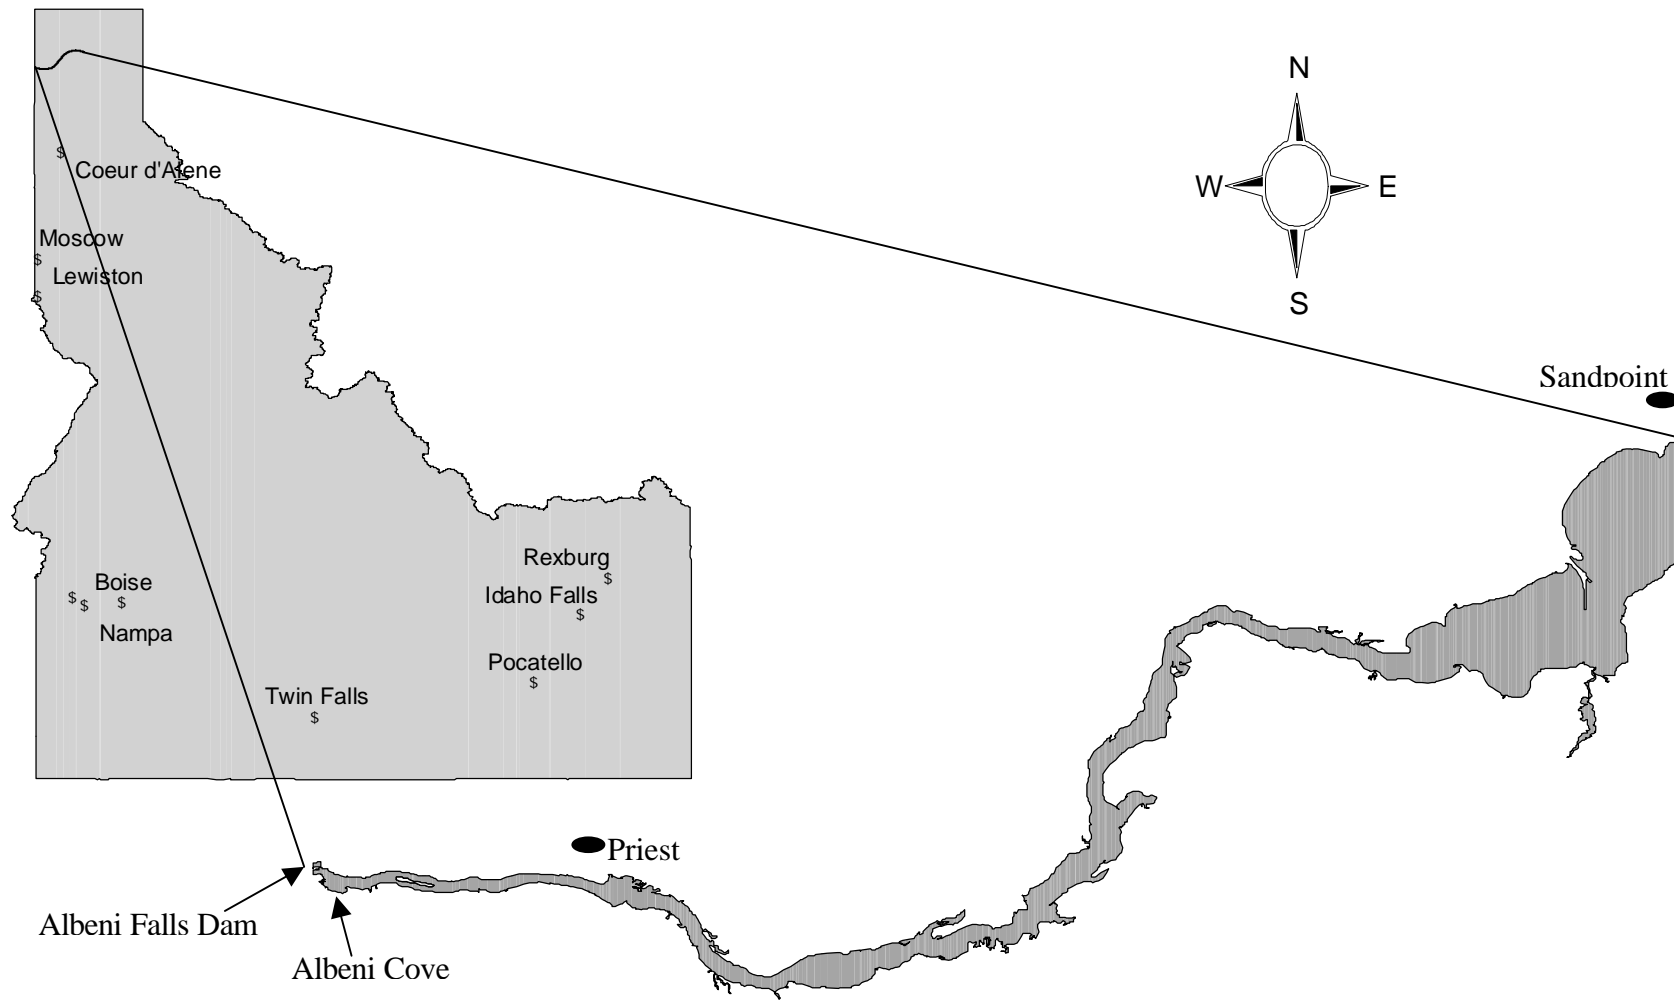 N
W E
S
Coeur d'Alene
Moscow
Lewiston
Sandpoint
Rexburg
Boise
Idaho Falls
Nampa
Pocatello
Twin Falls
Priest
Albeni Falls Dam
Albeni Cove